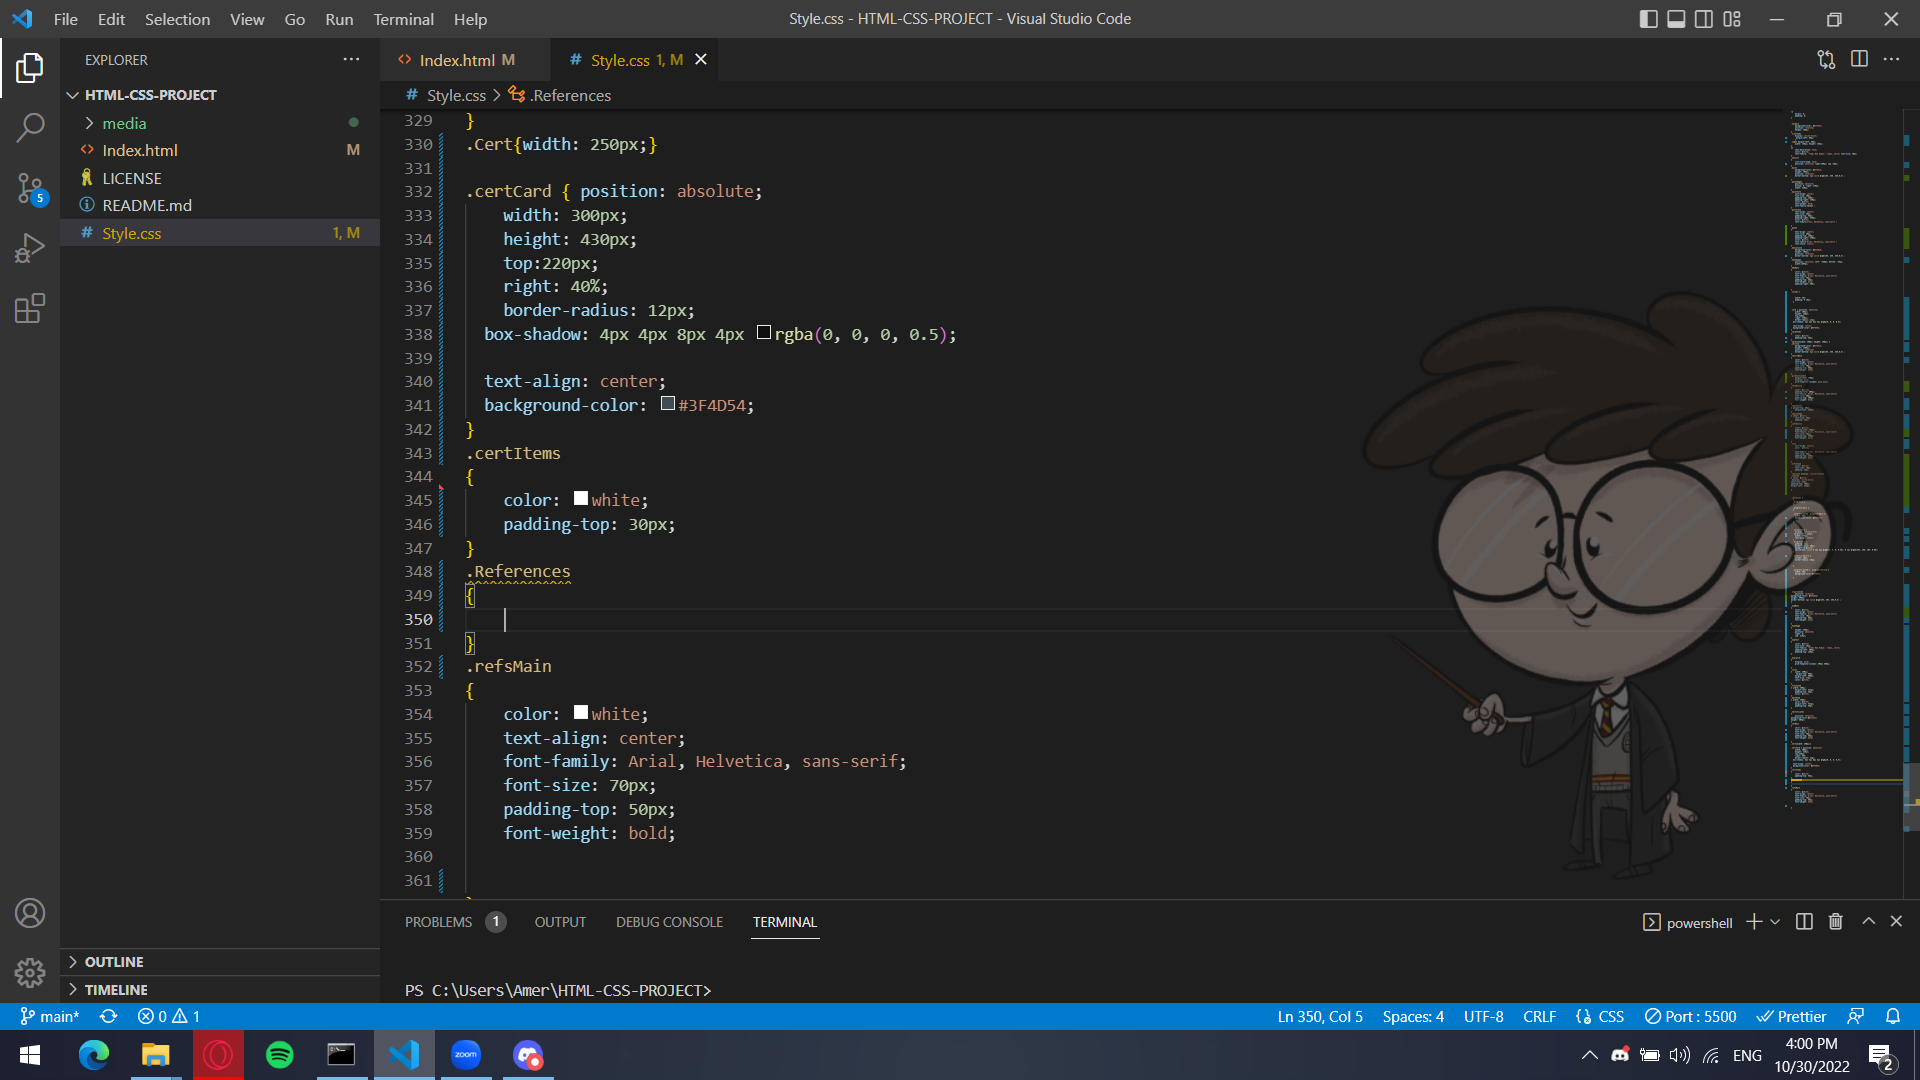 File Edit Selection View Go Run Terminal Help
Style.css - HTML-CSS-PROJECT - Visual Studio Code
EXPLORER
HTML-CSS-PROJECT
media
Index.html M
LICENSE
README.md
Style.css 1, M
OUTLINE
TIMELINE
5
Index.html M
# Style.css 1, M
# Style.css > .References
329 }
330 .Cert{width: 250px;}
331
332 .certCard { position: absolute;
333 width: 300px;
334 height: 430px;
335 top:220px;
336 right: 40%;
337 border-radius: 12px;
338 box-shadow: 4px 4px 8px 4px rgba(0, 0, 0, 0.5);
339
340 text-align: center;
341 background-color: #3F4D54;
342 }
343 .certItems
344 {
345 color: white;
346 padding-top: 30px;
347 }
348 .References
349 {
350
351 }
352 .refsMain
353 {
354 color: white;
355 text-align: center;
356 font-family: Arial, Helvetica, sans-serif;
357 font-size: 70px;
358 padding-top: 50px;
359 font-weight: bold;
360
361
PROBLEMS 1 OUTPUT DEBUG CONSOLE TERMINAL
powershell
PS C:\Users\Amer\HTML-CSS-PROJECT>
main* 0 1
Ln 350, Col 5 Spaces: 4 UTF-8 CRLF {} CSS Port : 5500 Prettier
zoom
ENG
4:00 PM
10/30/2022
2